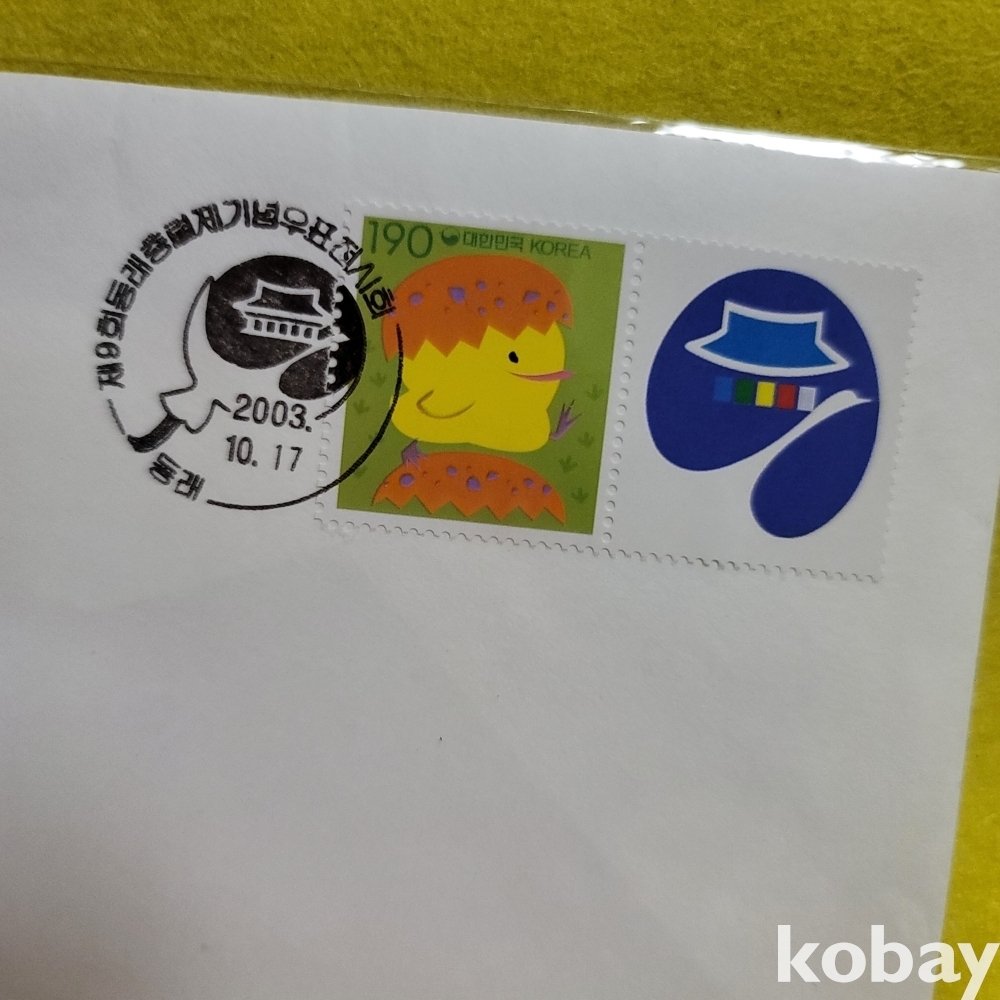 제9회동래충렬제기념우표전시회
2003.
10.17
동래
190 대한민국 KOREA
kobay